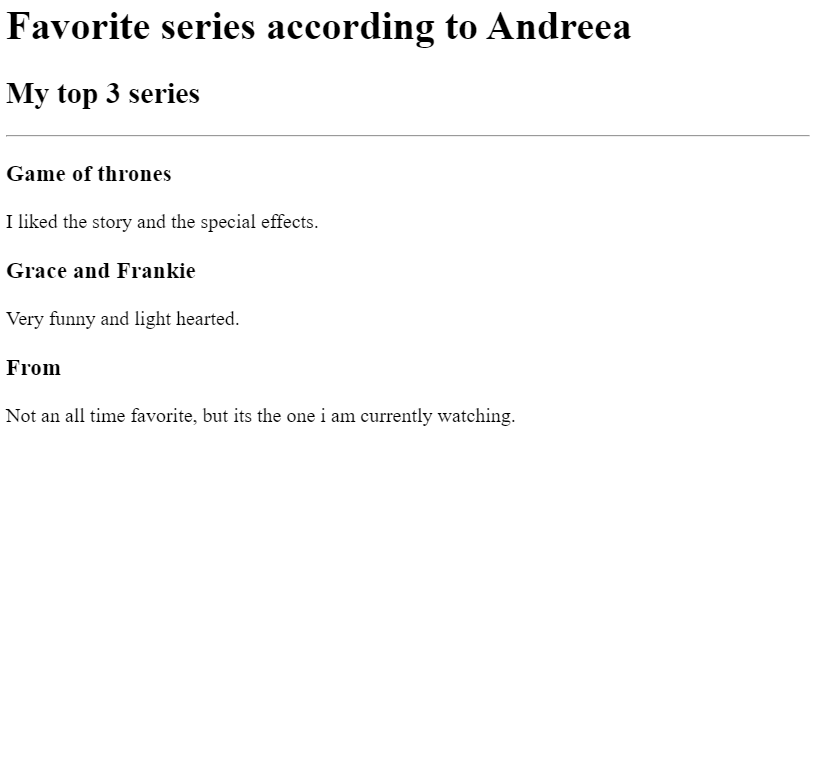 Favorite series according to Andreea
My top 3 series
Game of thrones
I liked the story and the special effects.
Grace and Frankie
Very funny and light hearted.
From
Not an all time favorite, but its the one i am currently watching.